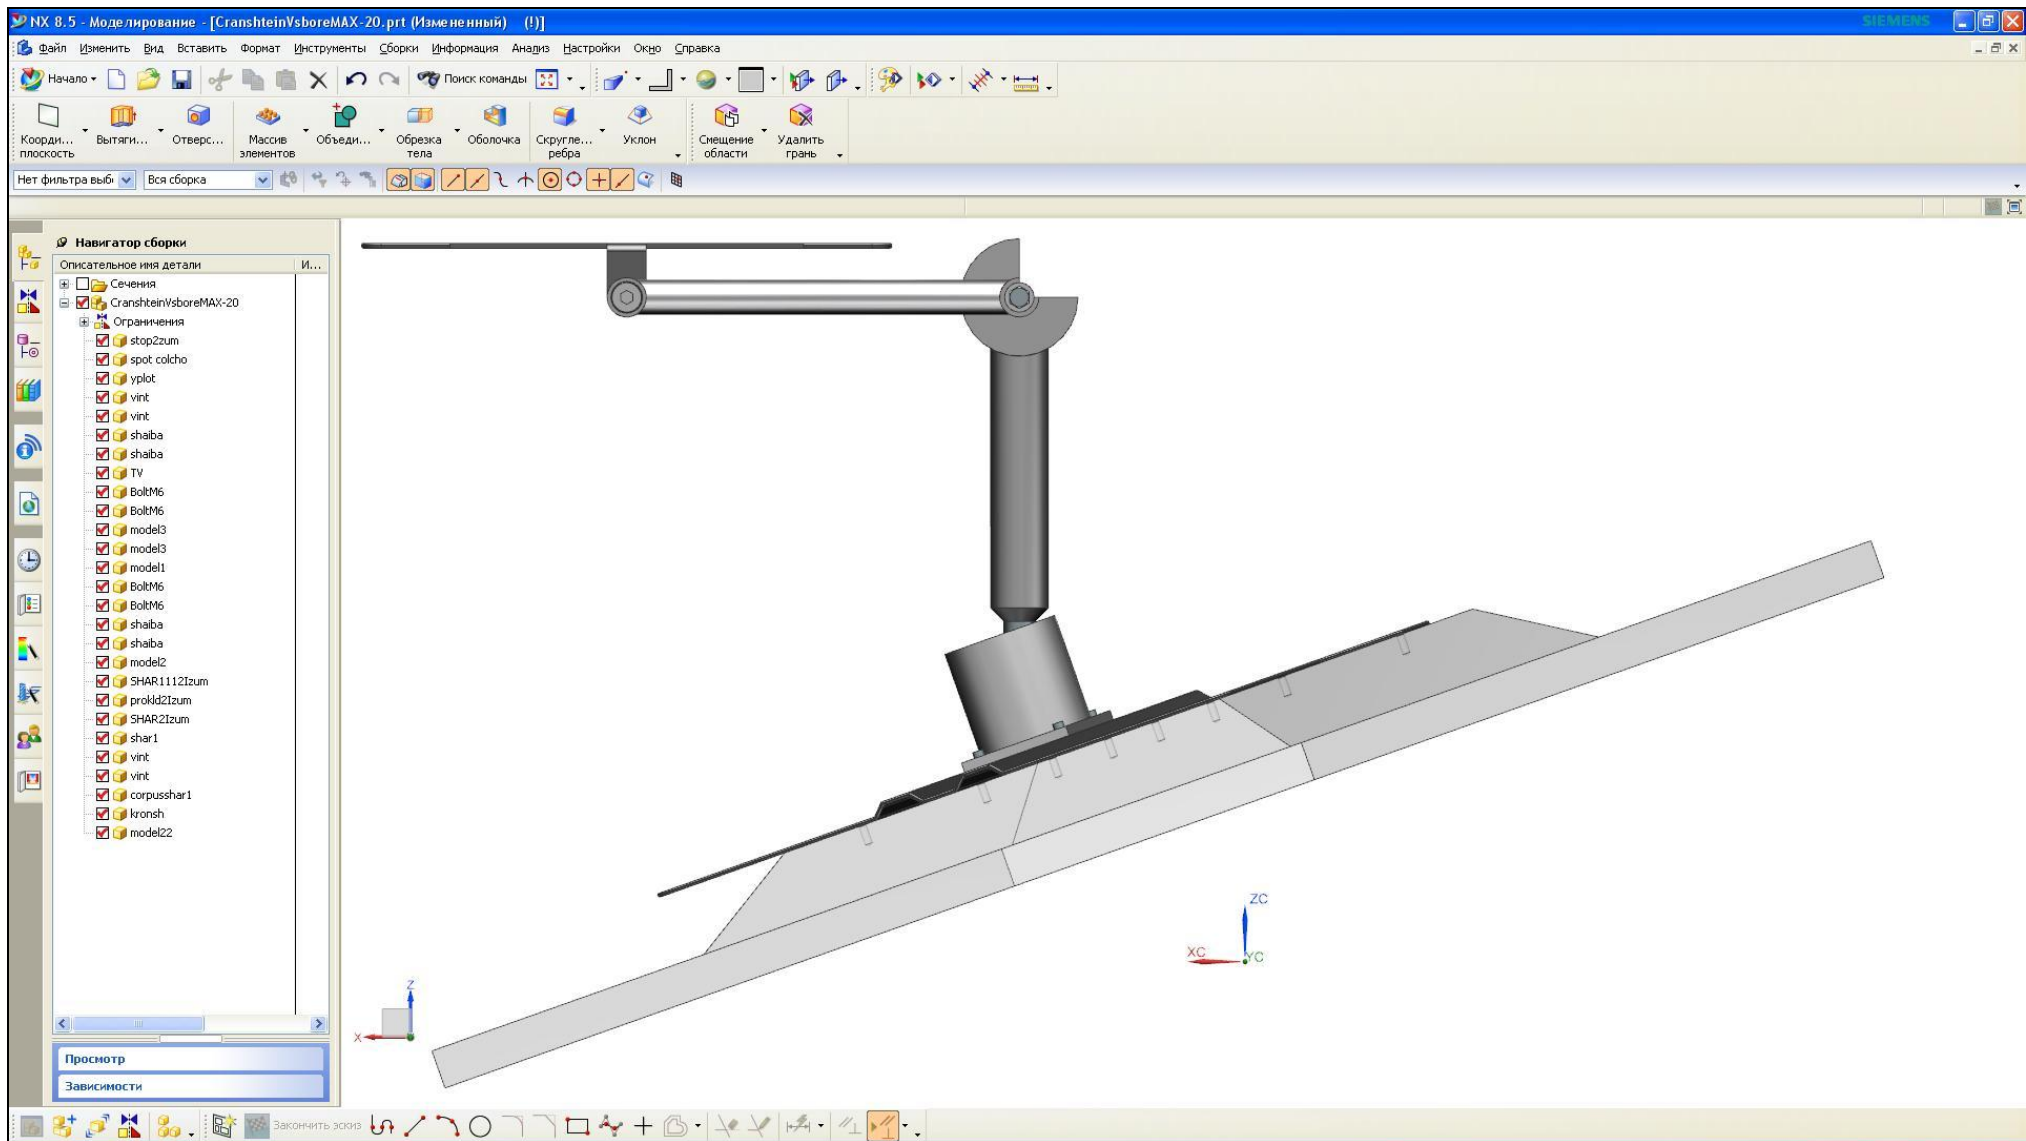 NX 8.5 - Моделирование - [CranshteinVsboreMAX-20.prt (Измененный) (!)]
SIEMENS
Файл Изменить Вид Вставить Формат Инструменты Сборки Информация Анализ Настройки Окно Справка
Начало Поиск команды
Коорди... плоскость
Вытяги...
Отверс...
Массив элементов
Объеди...
Обрезка тела
Оболочка
Скругле... ребра
Уклон
Смещение области
Удалить грань
Нет фильтра выб Вся сборка
Навигатор сборки
Описательное имя детали И...
Сечения
CranshteinVsboreMAX-20
Ограничения
stop2zum
spot colcho
yplot
vint
vint
shaiba
shaiba
TV
BoltM6
BoltM6
model3
model3
model1
BoltM6
BoltM6
shaiba
shaiba
model2
SHAR1112Izum
prokld2Izum
SHAR2Izum
shar1
vint
vint
corpusshar1
kronsh
model22
ZC
XC
YC
Z
X
Просмотр
Зависимости
Закончить эскиз